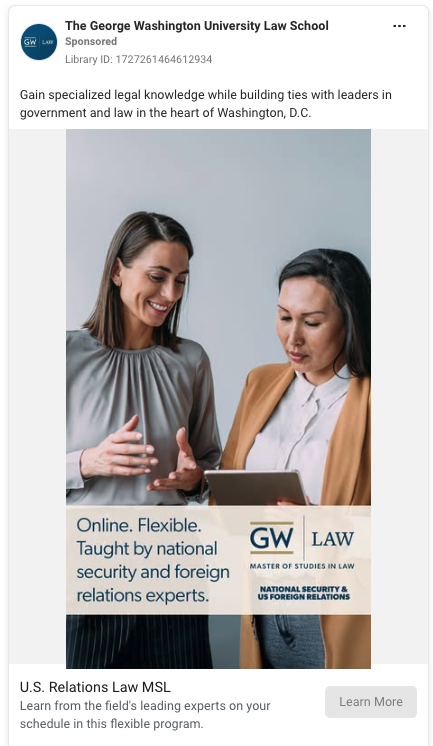 The George Washington University Law School
Sponsored
Library ID: 1727261464612934
GW | LAW
Gain specialized legal knowledge while building ties with leaders in
government and law in the heart of Washington, D.C.
Online. Flexible.
Taught by national
security and foreign
relations experts.
GW | LAW
MASTER OF STUDIES IN LAW
NATIONAL SECURITY &
US FOREIGN RELATIONS
U.S. Relations Law MSL
Learn from the field's leading experts on your
schedule in this flexible program.
Learn More